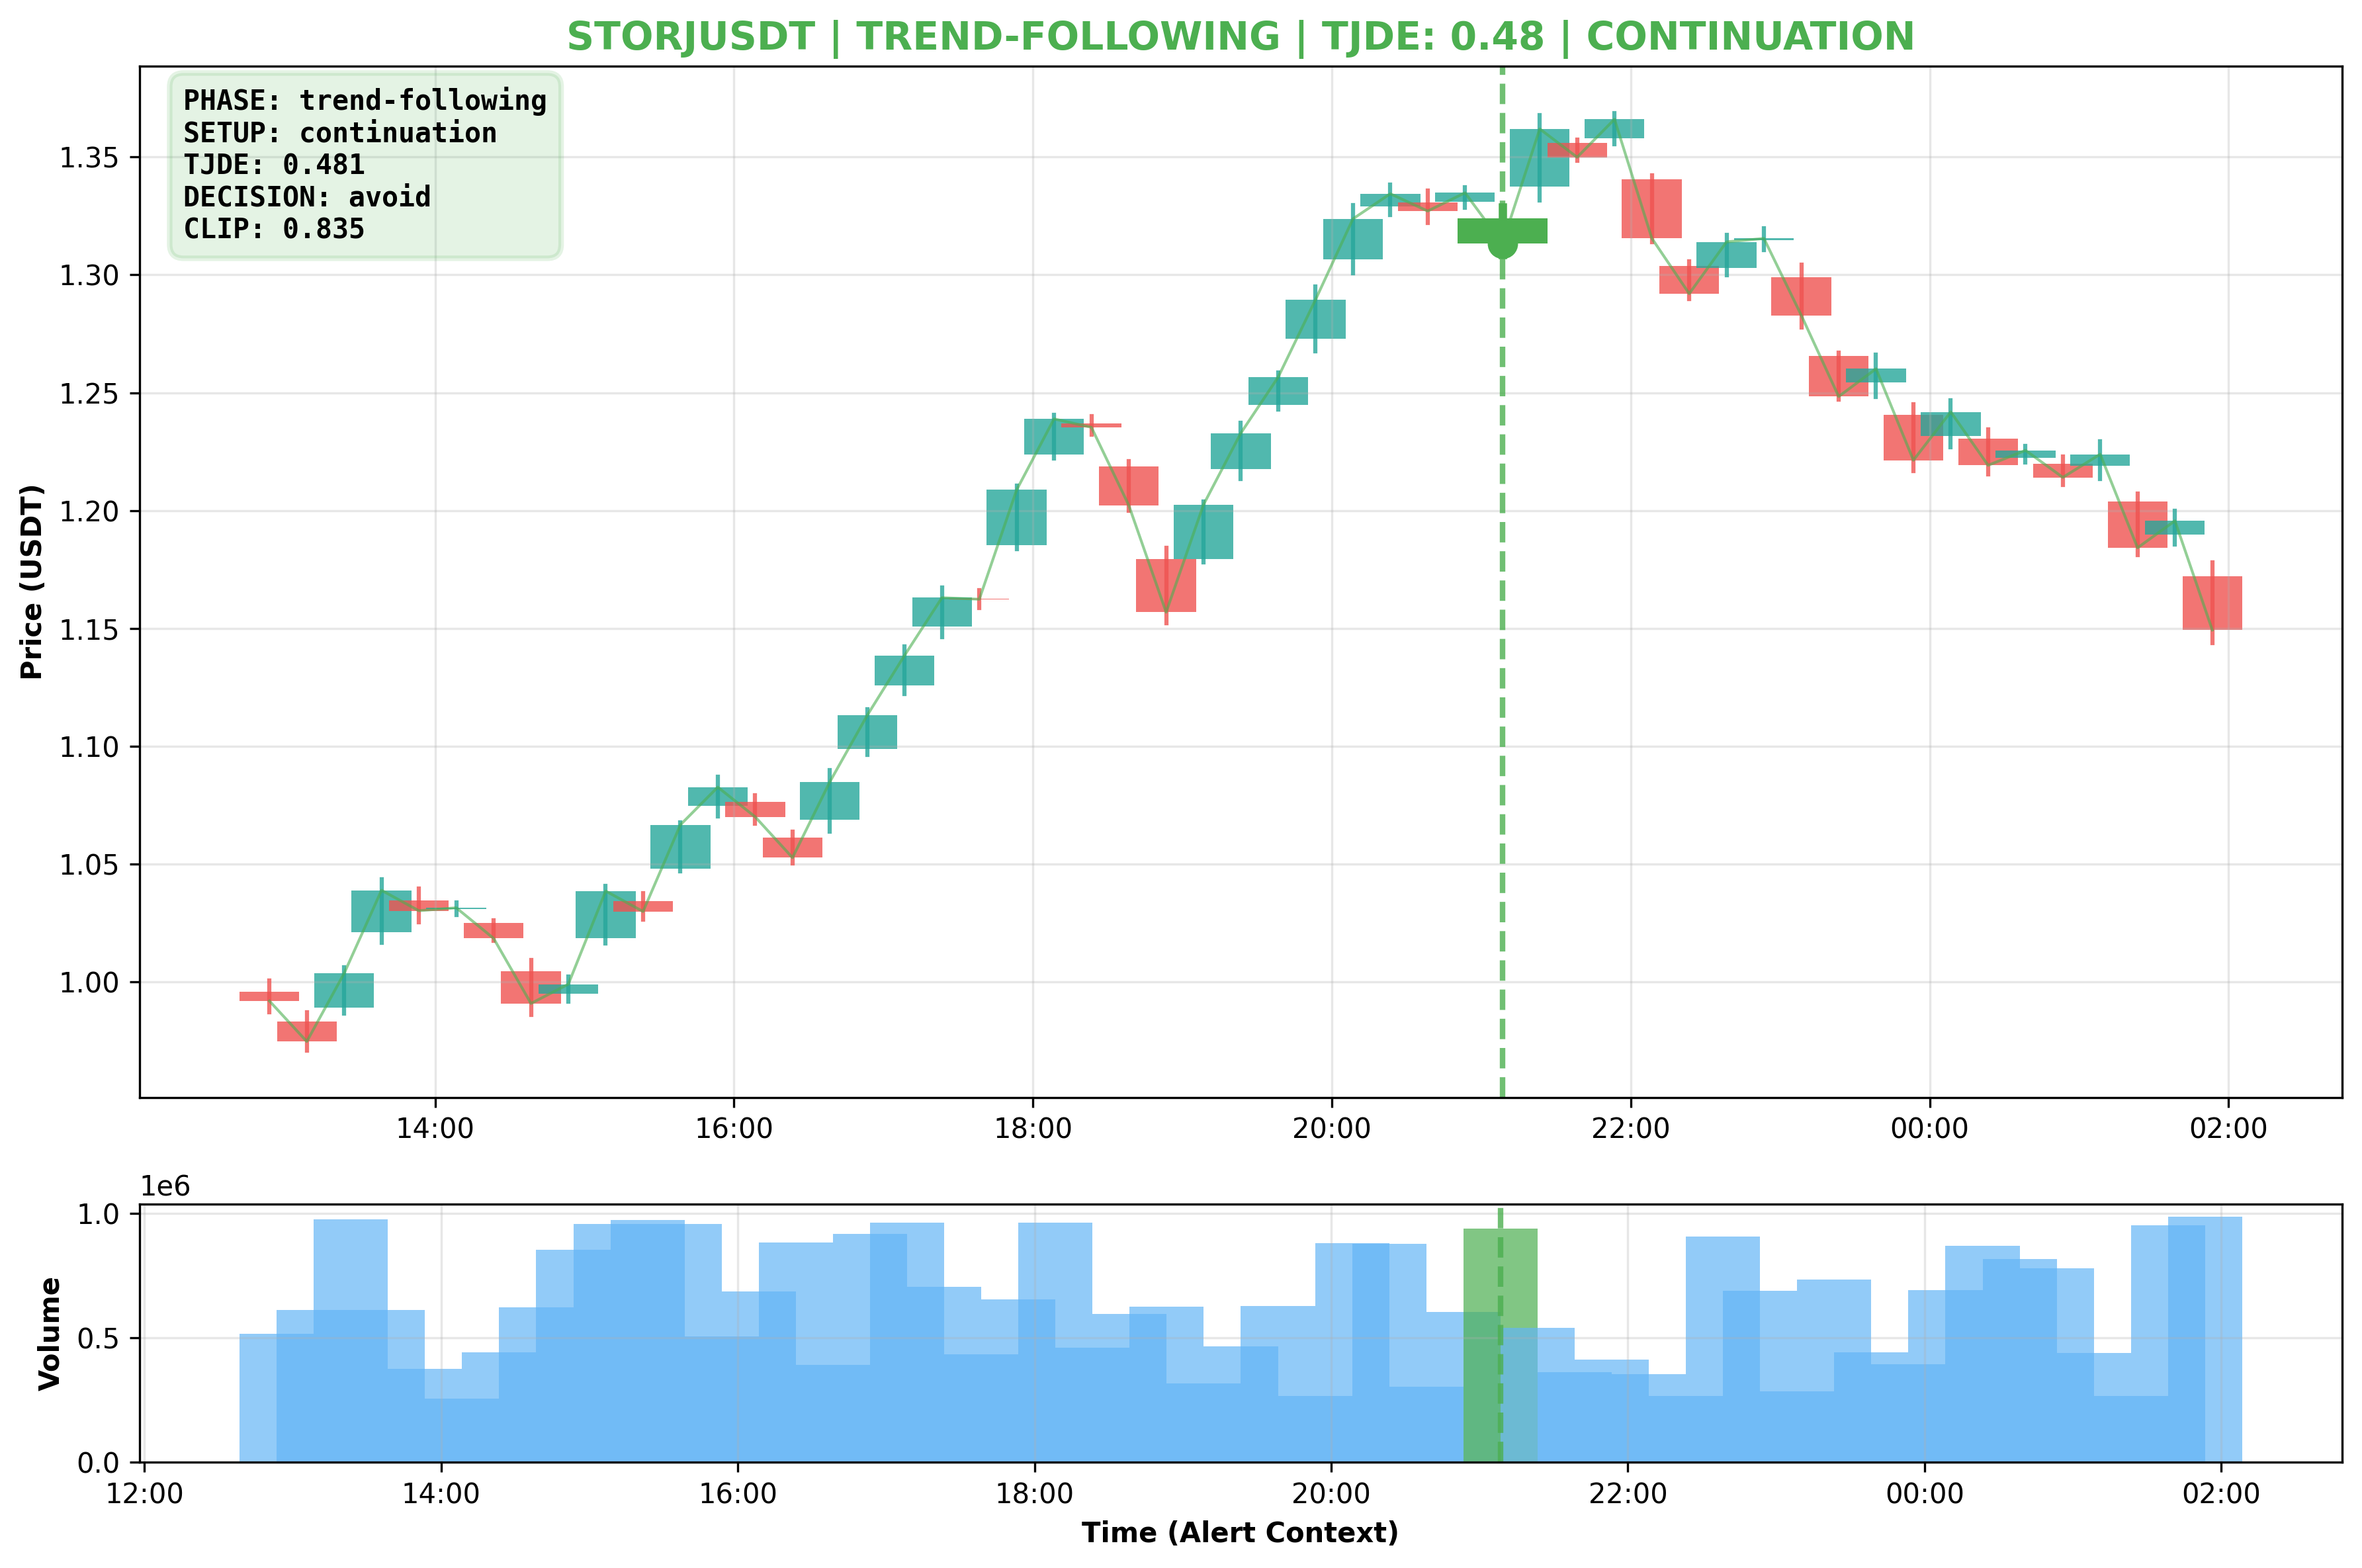 STORJUSDT | TREND-FOLLOWING | TJDE: 0.48 | CONTINUATION
PHASE: trend-following
SETUP: continuation
TJDE: 0.481
DECISION: avoid
CLIP: 0.835
Price (USDT)
1.35
1.30
1.25
1.20
1.15
1.10
1.05
1.00
14:00 16:00 18:00 20:00 22:00 00:00 02:00
1e6
Volume
1.0
0.5
0.0
12:00 14:00 16:00 18:00 20:00 22:00 00:00 02:00
Time (Alert Context)